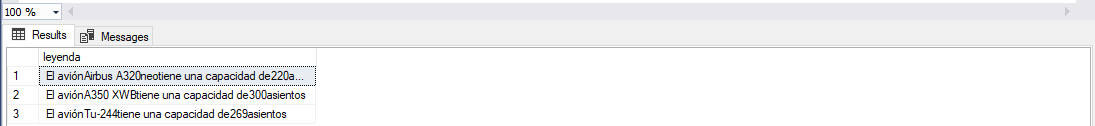 100 %
Results Messages
leyenda
1 El aviónAirbus A320neotiene una capacidad de220a...
2 El aviónA350 XWBtiene una capacidad de300asientos
3 El aviónTu-244tiene una capacidad de269asientos